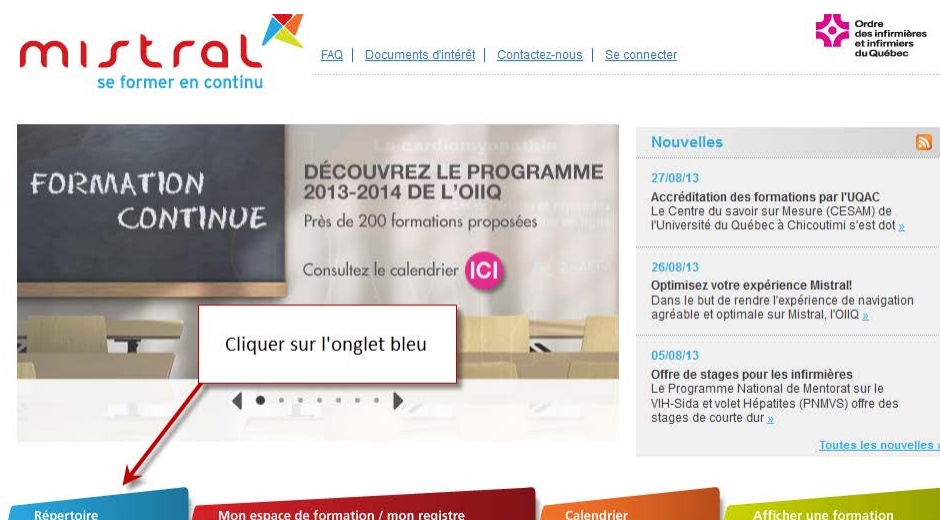 mistral
se former en continu
FAQ | Documents d'intérêt | Contactez-nous | Se connecter
Ordre
des infirmières
et infirmiers
du Québec
FORMATION
CONTINUE
DÉCOUVREZ LE PROGRAMME
2013-2014 DE L'OIIQ
Près de 200 formations proposées
Consultez le calendrier ICI
Cliquer sur l'onglet bleu
Nouvelles
27/08/13
Accréditation des formations par l'UQAC
Le Centre du savoir sur Mesure (CESAM) de
l'Université du Québec à Chicoutimi s'est dot »
26/08/13
Optimisez votre expérience Mistral!
Dans le but de rendre l'expérience de navigation
agréable et optimale sur Mistral, l'OIIQ »
05/08/13
Offre de stages pour les infirmières
Le Programme National de Mentorat sur le
VIH-Sida et volet Hépatites (PNMVS) offre des
stages de courte dur »
Toutes les nouvelles »
Répertoire
Mon espace de formation / mon registre
Calendrier
Afficher une formation